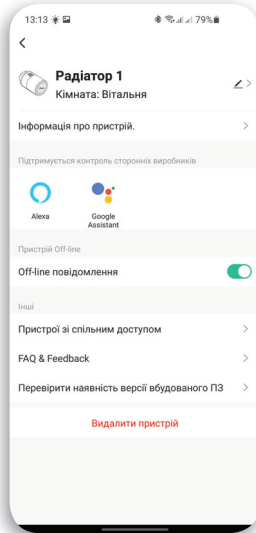 13:13 79%
Радіатор 1
Кімната: Вітальня
Інформація про пристрій.
Підтримується контроль сторонніх виробників
Alexa
Google
Assistant
Пристрій Off-line
Off-line повідомлення
Інші
Пристрої зі спільним доступом
FAQ & Feedback
Перевірити наявність версії вбудованого ПЗ
Видалити пристрій